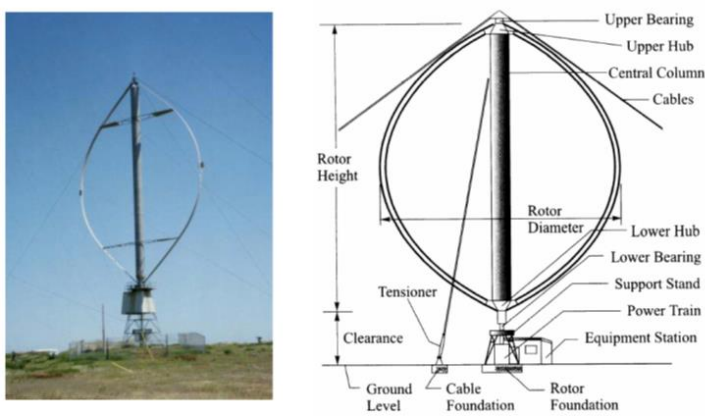 Upper Bearing
Upper Hub
Central Column
Cables
Rotor
Height
Rotor
Diameter
Lower Hub
Lower Bearing
Support Stand
Tensioner
Power Train
Clearance
Equipment Station
Ground
Level
Cable
Foundation
Rotor
Foundation